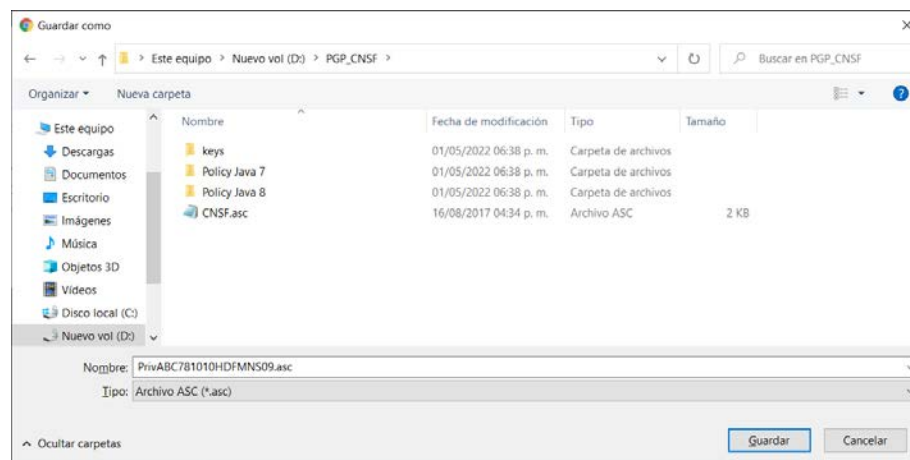 Guardar como
Este equipo > Nuevo vol (D:) > PGP_CNSF >
Buscar en PGP_CNSF
Organizar
Nueva carpeta
?
Nombre Fecha de modificación Tipo Tamaño
Este equipo
Descargas
Documentos
Escritorio
Imágenes
Música
Objetos 3D
Vídeos
Disco local (C:)
Nuevo vol (D:)
keys 01/05/2022 06:38 p. m. Carpeta de archivos
Policy Java 7 01/05/2022 06:38 p. m. Carpeta de archivos
Policy Java 8 01/05/2022 06:38 p. m. Carpeta de archivos
CNSF.asc 16/08/2017 04:34 p. m. Archivo ASC 2 KB
Nombre: PrivABC781010HDFMNS09.asc
Tipo: Archivo ASC (*.asc)
Ocultar carpetas
Guardar
Cancelar